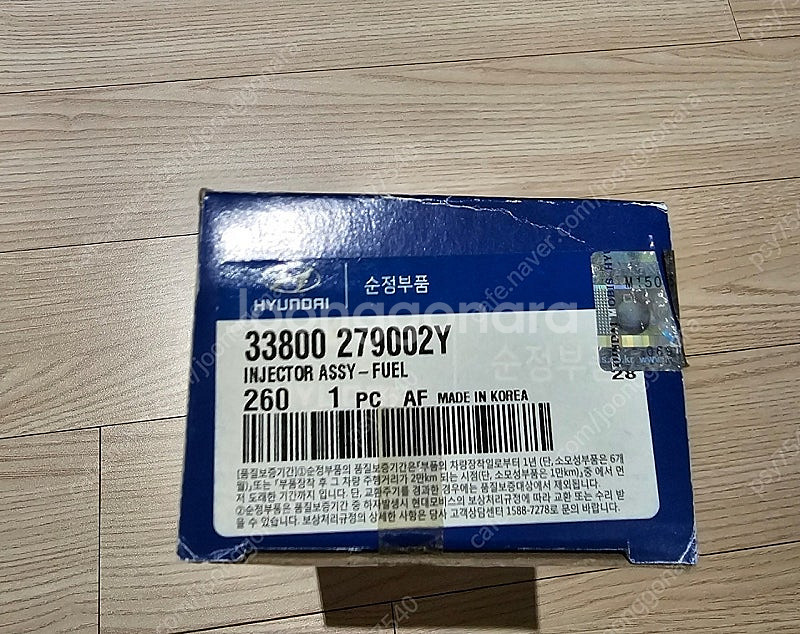 HYUNDAI 순정부품
33800 279002Y
INJECTOR ASSY-FUEL
260 1 PC AF MADE IN KOREA
28
M150
069
[품질보증기간]①순정부품의 품질보증기간은「부품의 차량장착일로부터 1년 (단, 소모성부품은 6개
월)」또는「부품장착 후 그 차량 주행거리가 2만km 되는 시점(단, 소모성부품은 1만km)」중 에서 먼
저 도래한 기간까지 입니다. 단, 교환주기를 경과한 경우에는 품질보증대상에서 제외됩니다.
②순정부품은 품질보증기간 중 하자발생시 현대모비스의 보상처리규정에 따라 교환 또는 수리 받
을 수 있습니다. 보상처리규정의 상세한 사항은 당사 고객상담센터 1588-7278로 문의 바랍니다.
joonggonara
cafe.naver.com/joonggonara